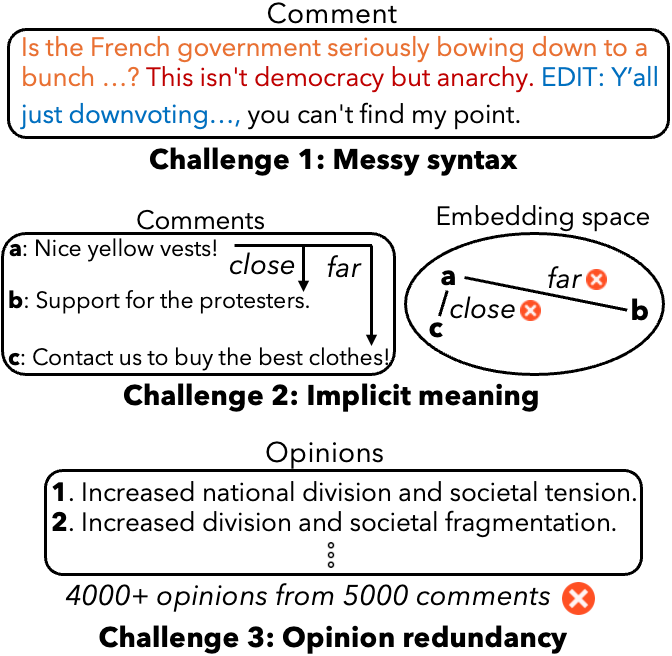 Comment
Is the French government seriously bowing down to a
bunch …? This isn't democracy but anarchy. EDIT: Y’all
just downvoting…, you can't find my point.
Challenge 1: Messy syntax
Comments
a: Nice yellow vests!
close far
b: Support for the protesters.
c: Contact us to buy the best clothes!
Embedding space
a
far
close
b
c
Challenge 2: Implicit meaning
Opinions
1. Increased national division and societal tension.
2. Increased division and societal fragmentation.
4000+ opinions from 5000 comments
Challenge 3: Opinion redundancy